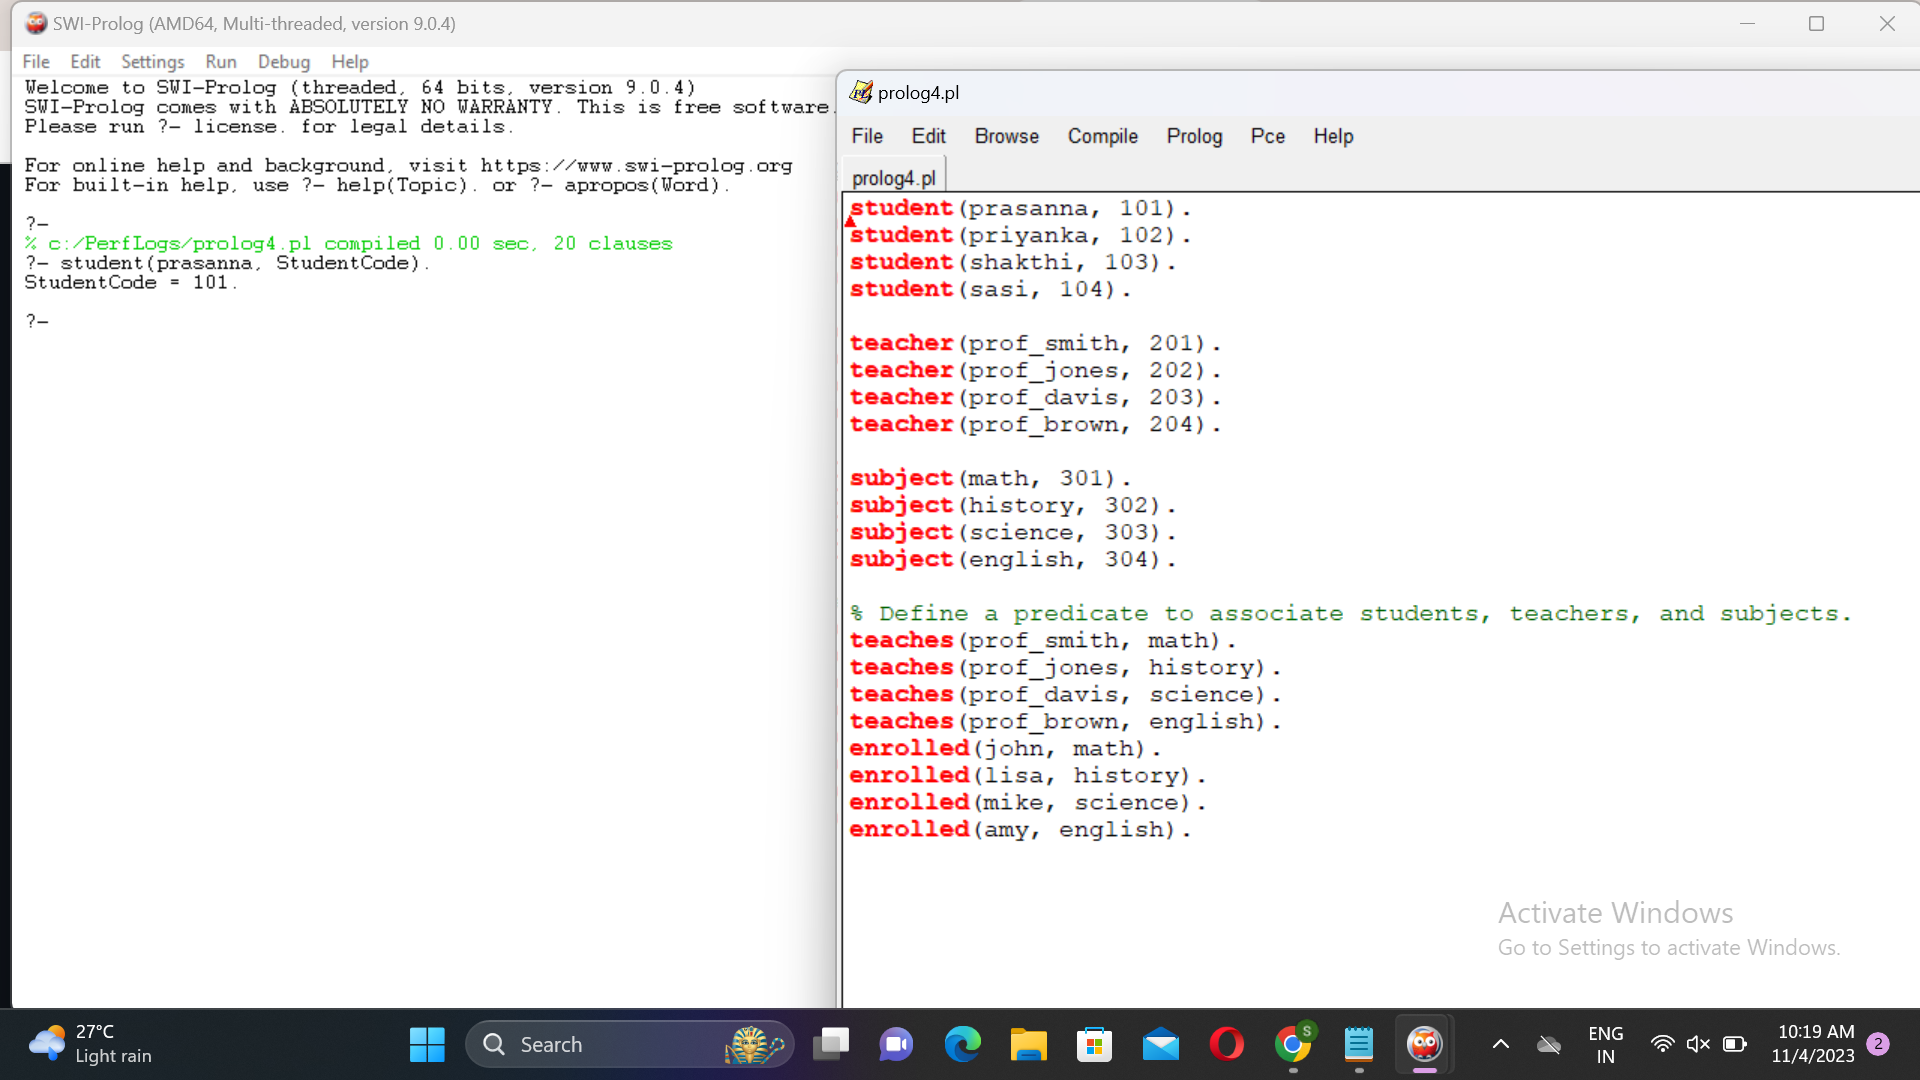 SWI-Prolog (AMD64, Multi-threaded, version 9.0.4)
File Edit Settings Run Debug Help
Welcome to SWI-Prolog (threaded, 64 bits, version 9.0.4)
SWI-Prolog comes with ABSOLUTELY NO WARRANTY. This is free software.
Please run ?- license. for legal details.
For online help and background, visit https://www.swi-prolog.org
For built-in help, use ?- help(Topic). or ?- apropos(Word).
?-
% c:/PerfLogs/prolog4.pl compiled 0.00 sec, 20 clauses
?- student(prasanna, StudentCode).
StudentCode = 101.
?-
prolog4.pl
File Edit Browse Compile Prolog Pce Help
prolog4.pl
student(prasanna, 101).
student(priyanka, 102).
student(shakthi, 103).
student(sasi, 104).
teacher(prof_smith, 201).
teacher(prof_jones, 202).
teacher(prof_davis, 203).
teacher(prof_brown, 204).
subject(math, 301).
subject(history, 302).
subject(science, 303).
subject(english, 304).
% Define a predicate to associate students, teachers, and subjects.
teaches(prof_smith, math).
teaches(prof_jones, history).
teaches(prof_davis, science).
teaches(prof_brown, english).
enrolled(john, math).
enrolled(lisa, history).
enrolled(mike, science).
enrolled(amy, english).
Activate Windows
Go to Settings to activate Windows.
27°C
Light rain
Search
S
ENG
IN
10:19 AM
11/4/2023
2